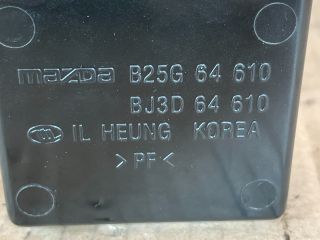 mazda B25G 64 610
BJ3D 64 610
IL HEUNG KOREA
>PF<